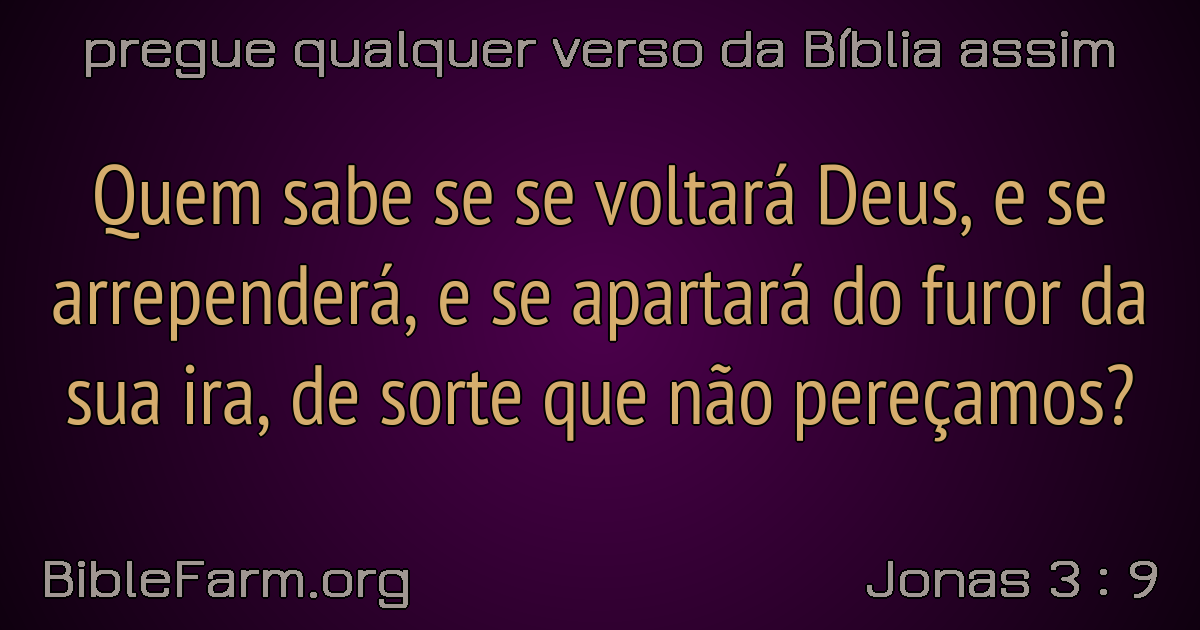 pregue qualquer verso da Bíblia assim
Quem sabe se se voltará Deus, e se
arrependerá, e se apartará do furor da
sua ira, de sorte que não pereçamos?
BibleFarm.org
Jonas 3 : 9